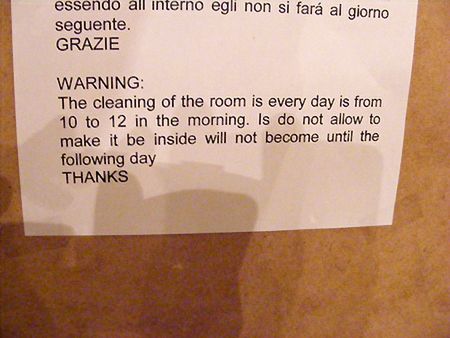 essendo all'interno egli non si fará al giorno
seguente.
GRAZIE
WARNING:
The cleaning of the room is every day is from
10 to 12 in the morning. Is do not allow to
make it be inside will not become until the
following day
THANKS